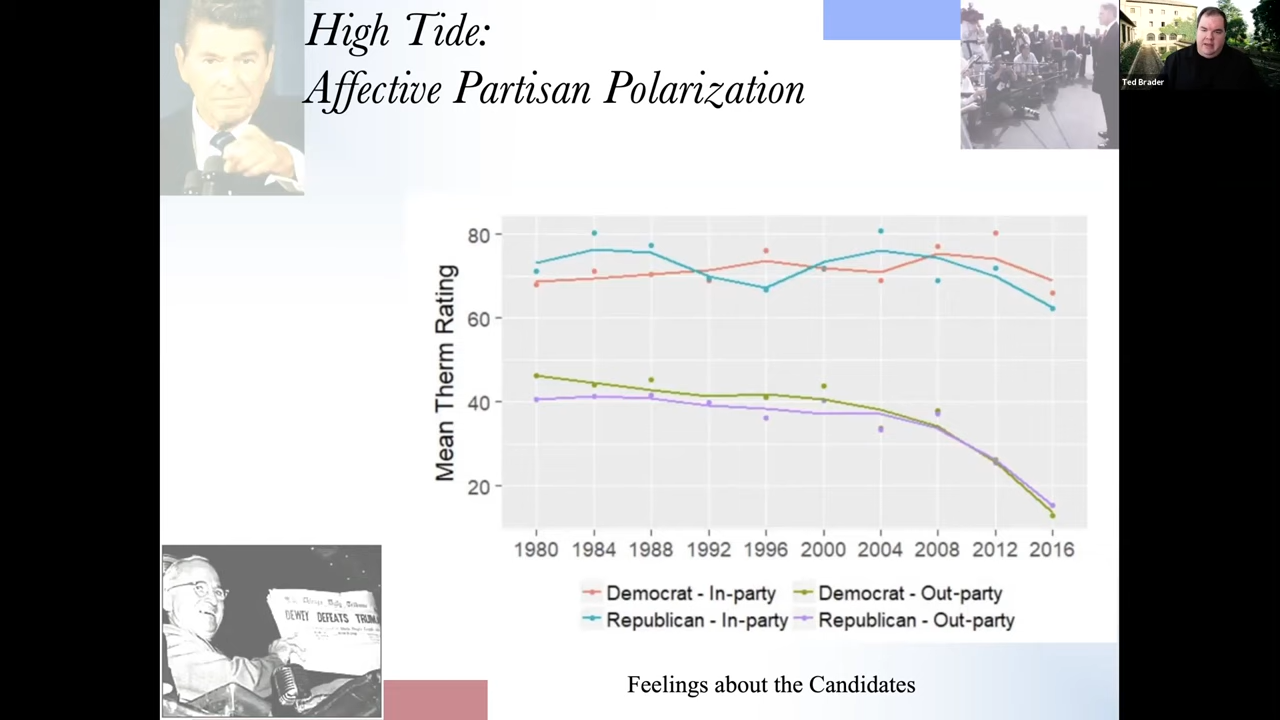 High Tide:
Affective Partisan Polarization
Ted Brader
Mean Therm Rating
80
60
40
20
1980 1984 1988 1992 1996 2000 2004 2008 2012 2016
Democrat - In-party Democrat - Out-party
Republican - In-party Republican - Out-party
DEWEY DEFEATS
Feelings about the Candidates